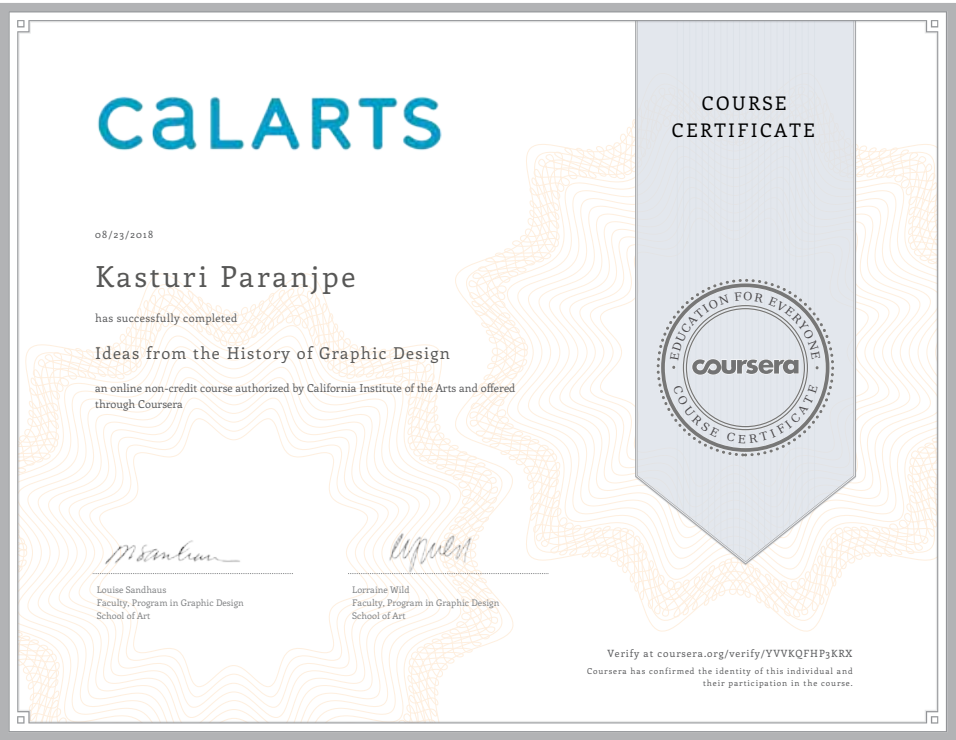 CALARTS
COURSE
CERTIFICATE
08/23/2018
Kasturi Paranjpe
has successfully completed
Ideas from the History of Graphic Design
an online non-credit course authorized by California Institute of the Arts and offered
through Coursera
EDUCATION FOR EVERYONE
coursera
COURSE CERTIFICATE
Louise Sandhaus
Faculty, Program in Graphic Design
School of Art
Lorraine Wild
Faculty, Program in Graphic Design
School of Art
Verify at coursera.org/verify/YVVKQFHP3KRX
Coursera has confirmed the identity of this individual and
their participation in the course.